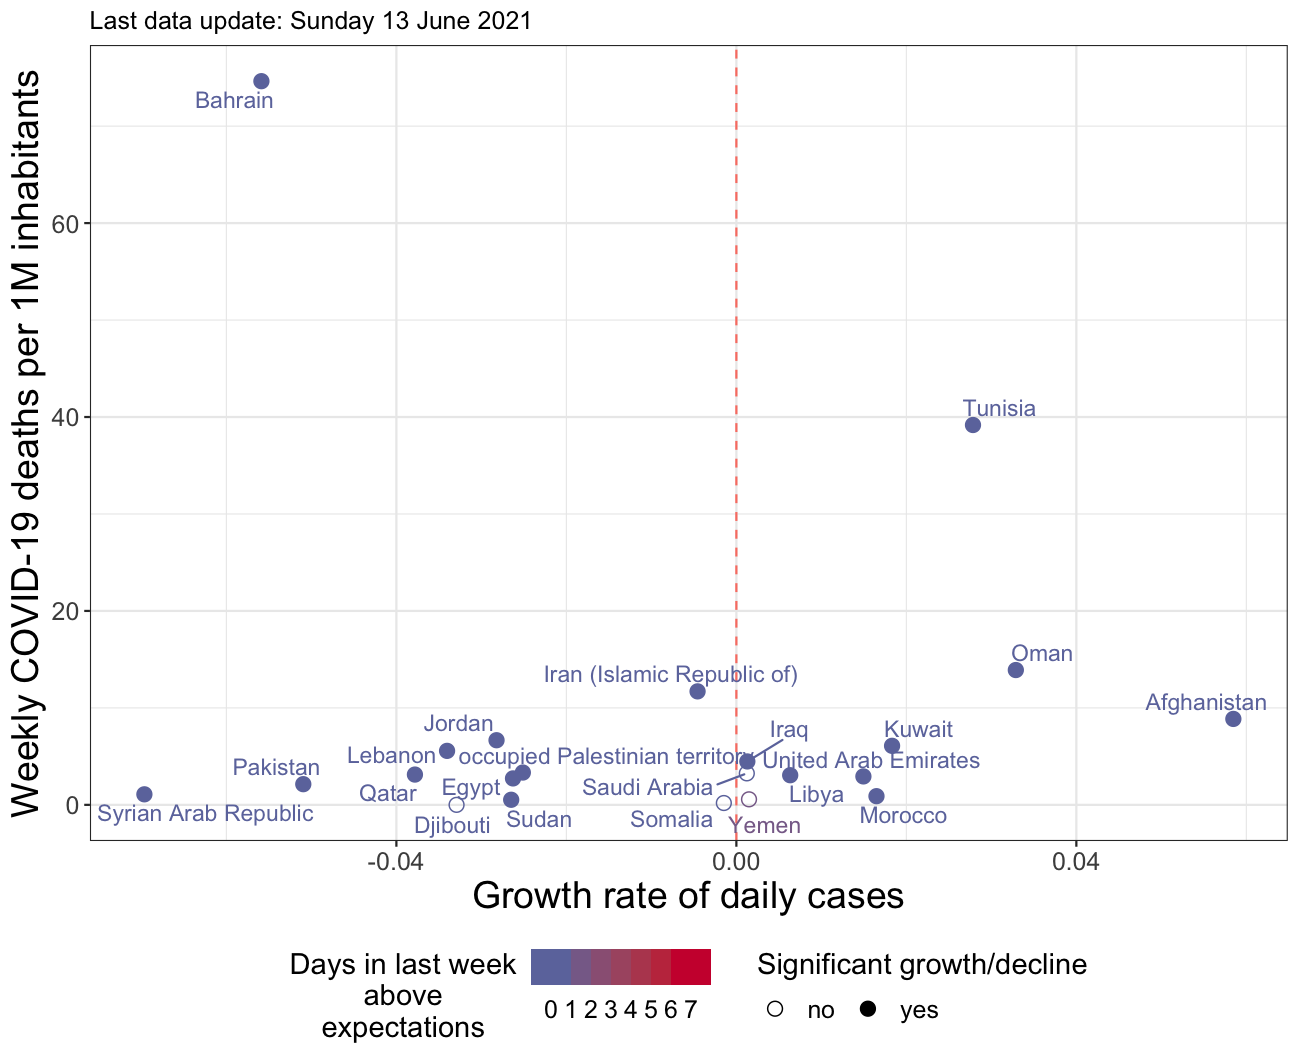 Last data update: Sunday 13 June 2021
Weekly COVID-19 deaths per 1M inhabitants
60
40
20
0
Bahrain
Tunisia
Oman
Iran (Islamic Republic of)
Afghanistan
Jordan
Iraq
Kuwait
Lebanon
occupied Palestinian territory
United Arab Emirates
Pakistan
Qatar
Egypt
Saudi Arabia
Libya
Syrian Arab Republic
Djibouti
Sudan
Somalia
Yemen
Morocco
-0.04
0.00
0.04
Growth rate of daily cases
Days in last week
above
expectations
0 1 2 3 4 5 6 7
Significant growth/decline
no
yes